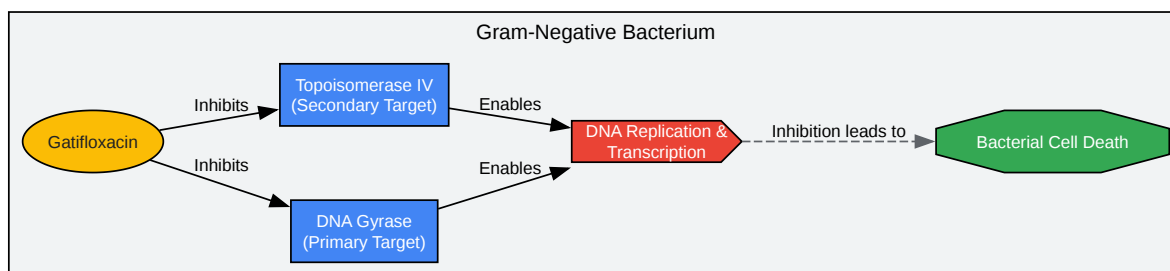 Gram-Negative Bacterium
Gatifloxacin
Inhibits
Inhibits
Topoisomerase IV
(Secondary Target)
DNA Gyrase
(Primary Target)
Enables
Enables
DNA Replication &
Transcription
Inhibition leads to
Bacterial Cell Death